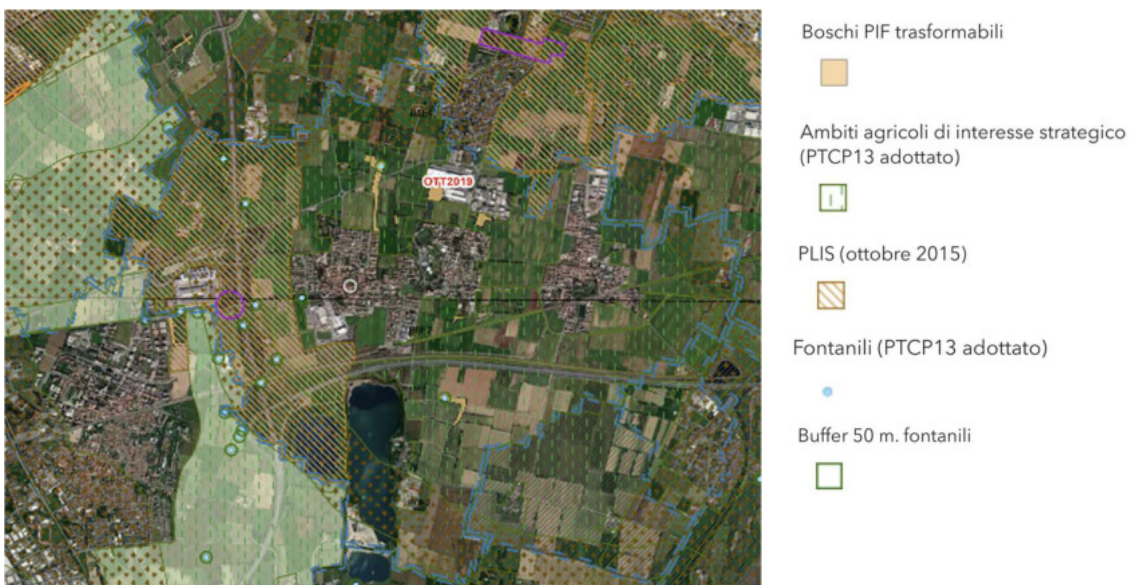 OTT2019
Boschi PIF trasformabili
Ambiti agricoli di interesse strategico
(PTCP13 adottato)
PLIS (ottobre 2015)
Fontanili (PTCP13 adottato)
Buffer 50 m. fontanili